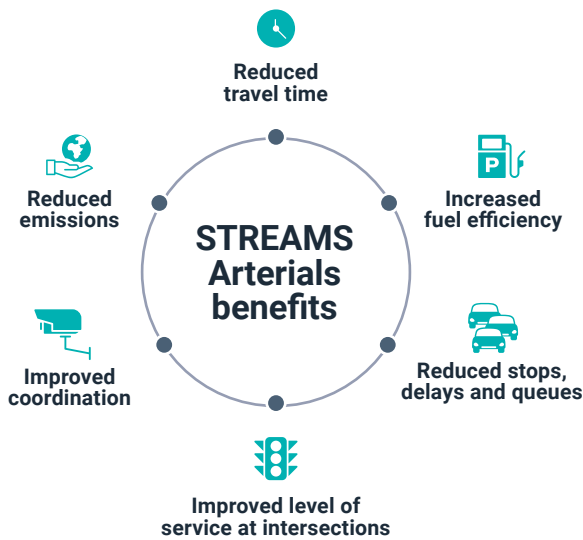 Reduced
travel time
Increased
fuel efficiency
P
Reduced stops,
delays and queues
Improved level of
service at intersections
Improved
coordination
Reduced
emissions
STREAMS
Arterials
benefits